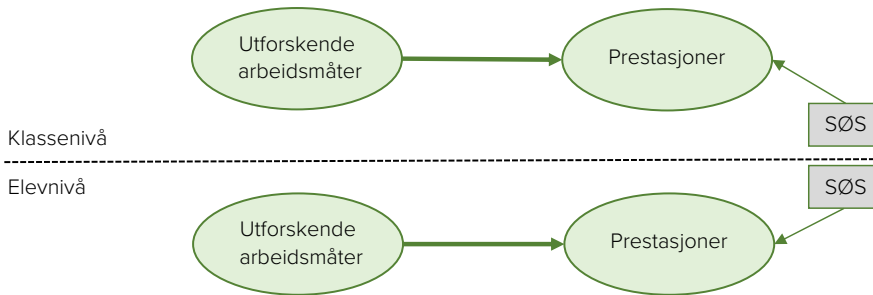 Utforskende
arbeidsmåter
Prestasjoner
SØS
Klassenivå
Elevnivå
SØS
Utforskende
arbeidsmåter
Prestasjoner